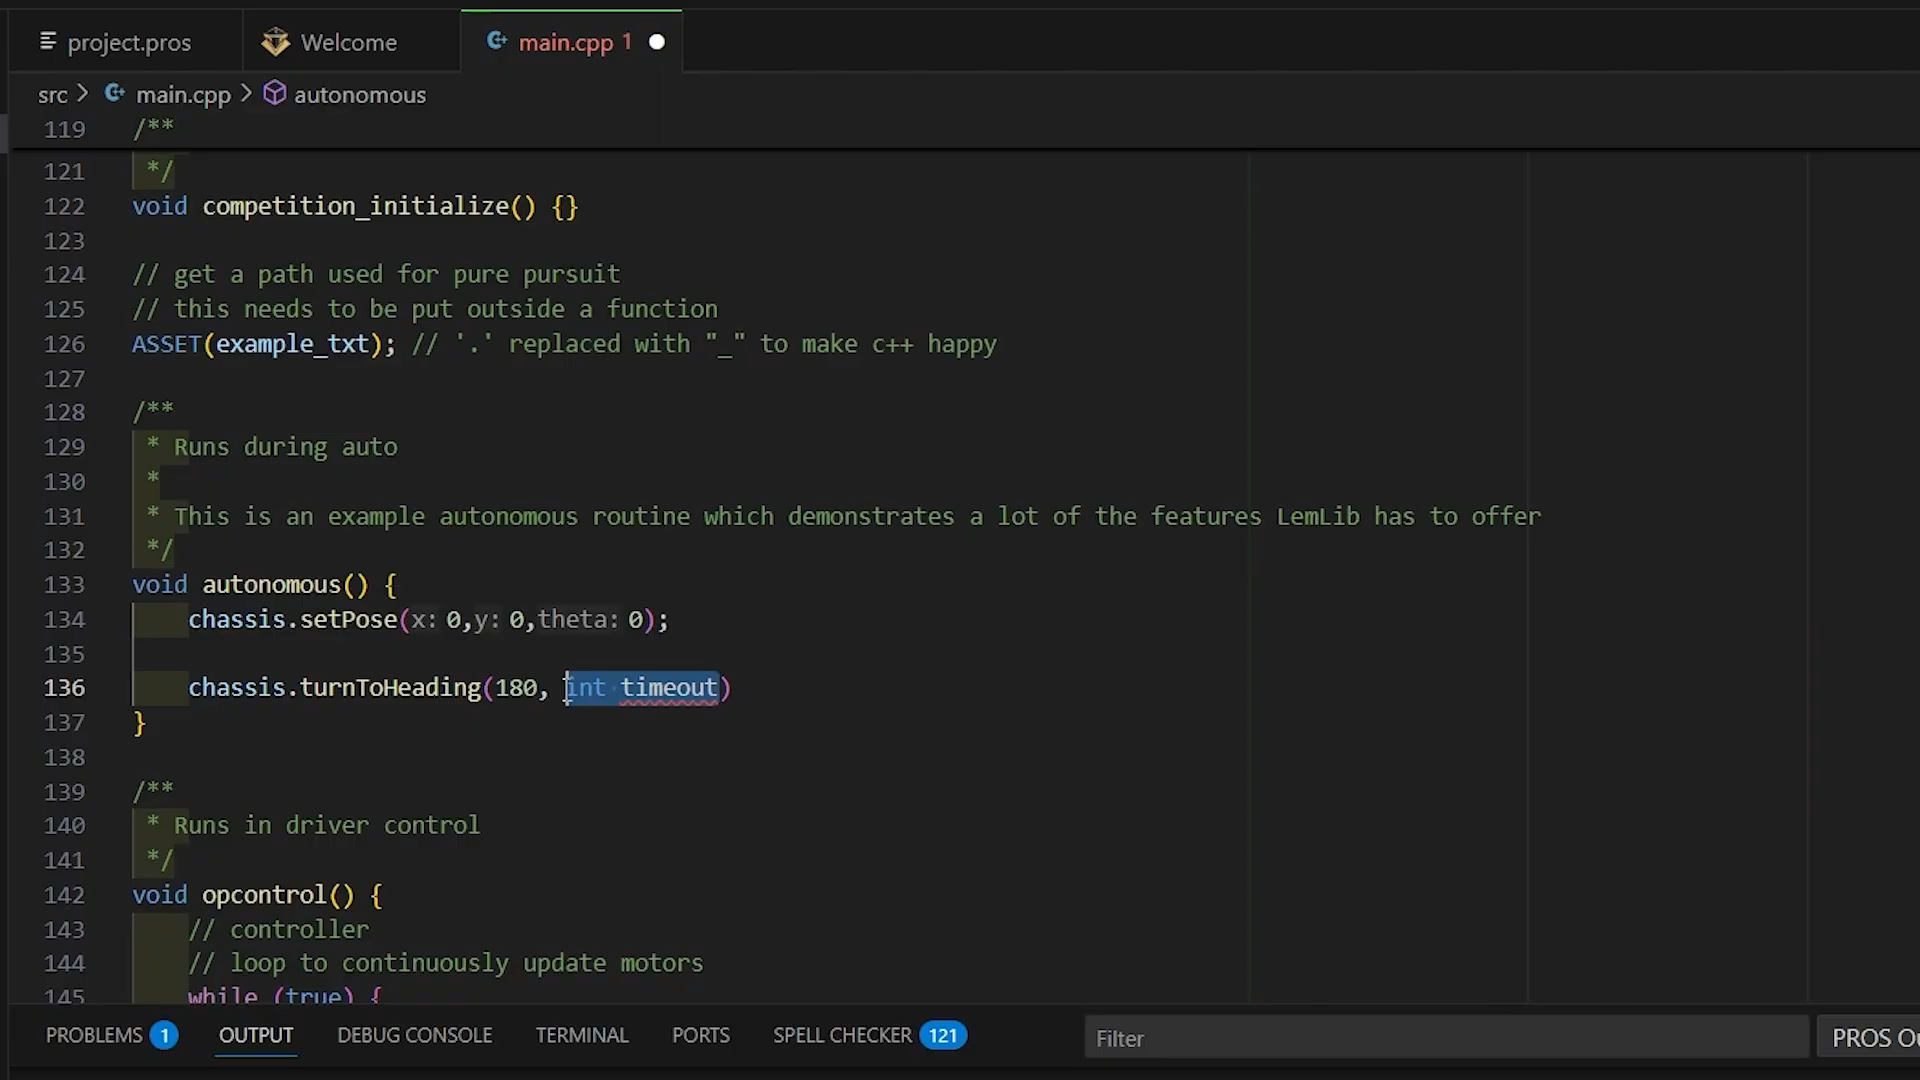 project.pros Welcome main.cpp 1
src > main.cpp > autonomous
119 /**
121 */
122 void competition_initialize() {}
123
124 // get a path used for pure pursuit
125 // this needs to be put outside a function
126 ASSET(example_txt); // '.' replaced with "_" to make c++ happy
127
128 /**
129 * Runs during auto
130 *
131 * This is an example autonomous routine which demonstrates a lot of the features LemLib has to offer
132 */
133 void autonomous() {
134 chassis.setPose(x: 0,y: 0,theta: 0);
135
136 chassis.turnToHeading(180, int timeout)
137 }
138
139 /**
140 * Runs in driver control
141 */
142 void opcontrol() {
143 // controller
144 // loop to continuously update motors
145 while (true) {
PROBLEMS 1 OUTPUT DEBUG CONSOLE TERMINAL PORTS SPELL CHECKER 121 Filter PROS Ou